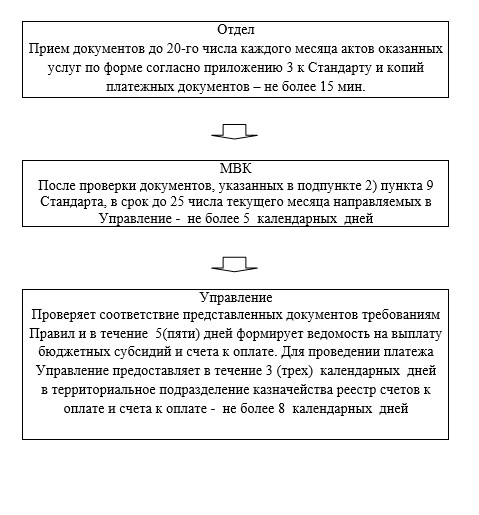 Отдел
Прием документов до 20-го числа каждого месяца актов оказанных
услуг по форме согласно приложению 3 к Стандарту и копий
платежных документов – не более 15 мин.
МВК
После проверки документов, указанных в подпункте 2) пункта 9
Стандарта, в срок до 25 числа текущего месяца направляемых в
Управление - не более 5 календарных дней
Управление
Проверяет соответствие представленных документов требованиям
Правил и в течение 5(пяти) дней формирует ведомость на выплату
бюджетных субсидий и счета к оплате. Для проведении платежа
Управление предоставляет в течение 3 (трех) календарных дней
в территориальное подразделение казначейства реестр счетов к
оплате и счета к оплате - не более 8 календарных дней